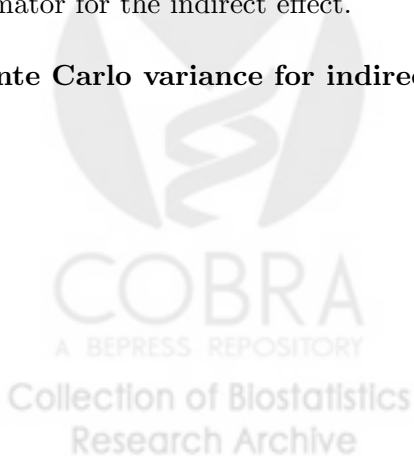 mator for the indirect effect.
nte Carlo variance for indirec
COBRA
A BEPRESS REPOSITORY
Collection of Biostatistics
Research Archive